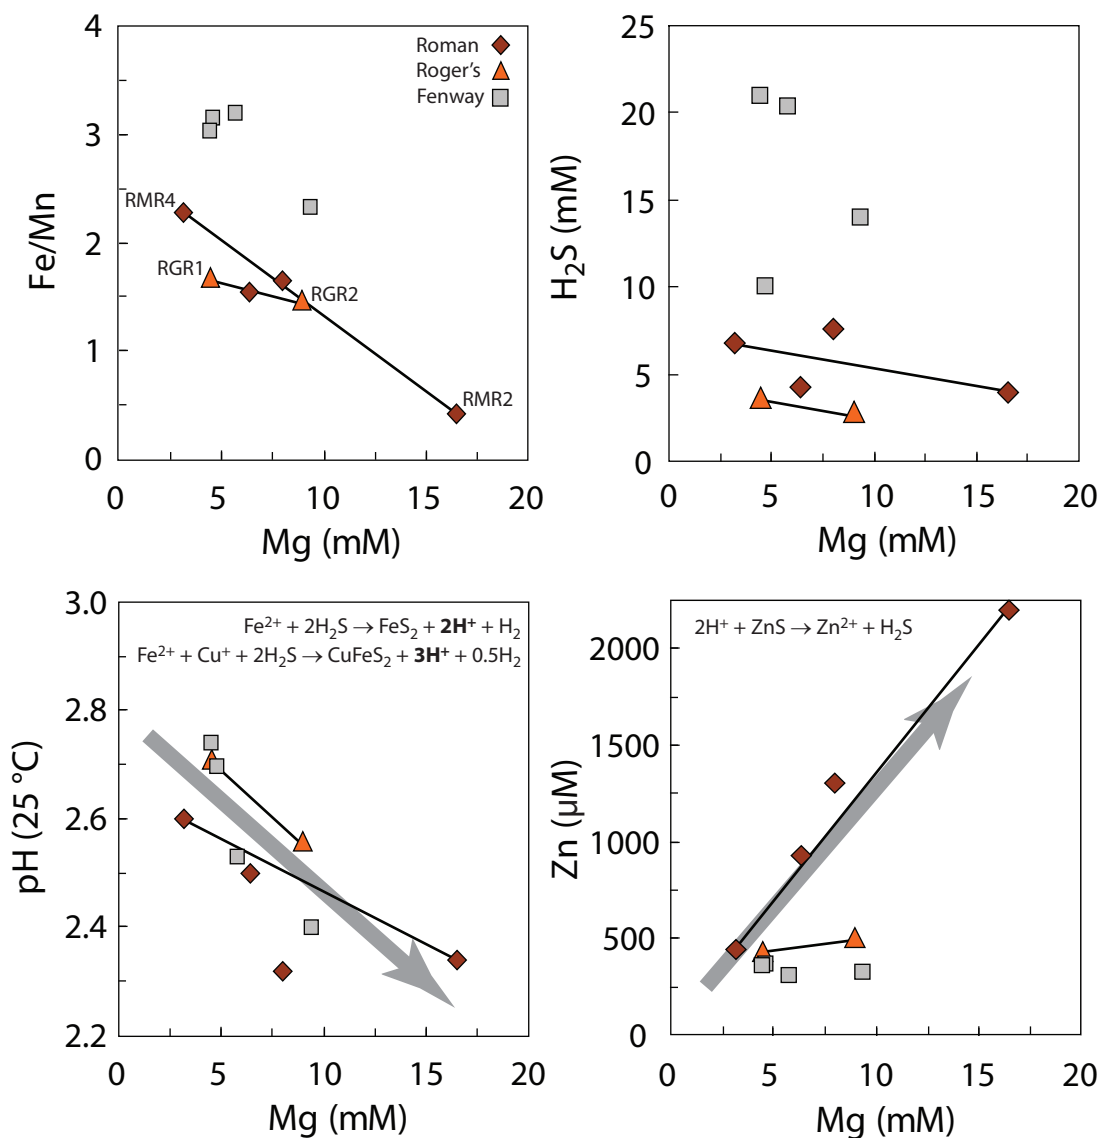 4
3
2
1
0
Fe/Mn
Roman
Roger's
Fenway
RMR4
RGR1
RGR2
RMR2
0 5 10 15 20
Mg (mM)
25
20
15
10
5
0
H₂S (mM)
0 5 10 15 20
Mg (mM)
3.0
2.8
2.6
2.4
2.2
pH (25 °C)
Fe²⁺ + 2H₂S → FeS₂ + 2H⁺ + H₂
Fe²⁺ + Cu⁺ + 2H₂S → CuFeS₂ + 3H⁺ + 0.5H₂
0 5 10 15 20
Mg (mM)
2000
1500
1000
500
0
Zn (μM)
2H⁺ + ZnS → Zn²⁺ + H₂S
0 5 10 15 20
Mg (mM)